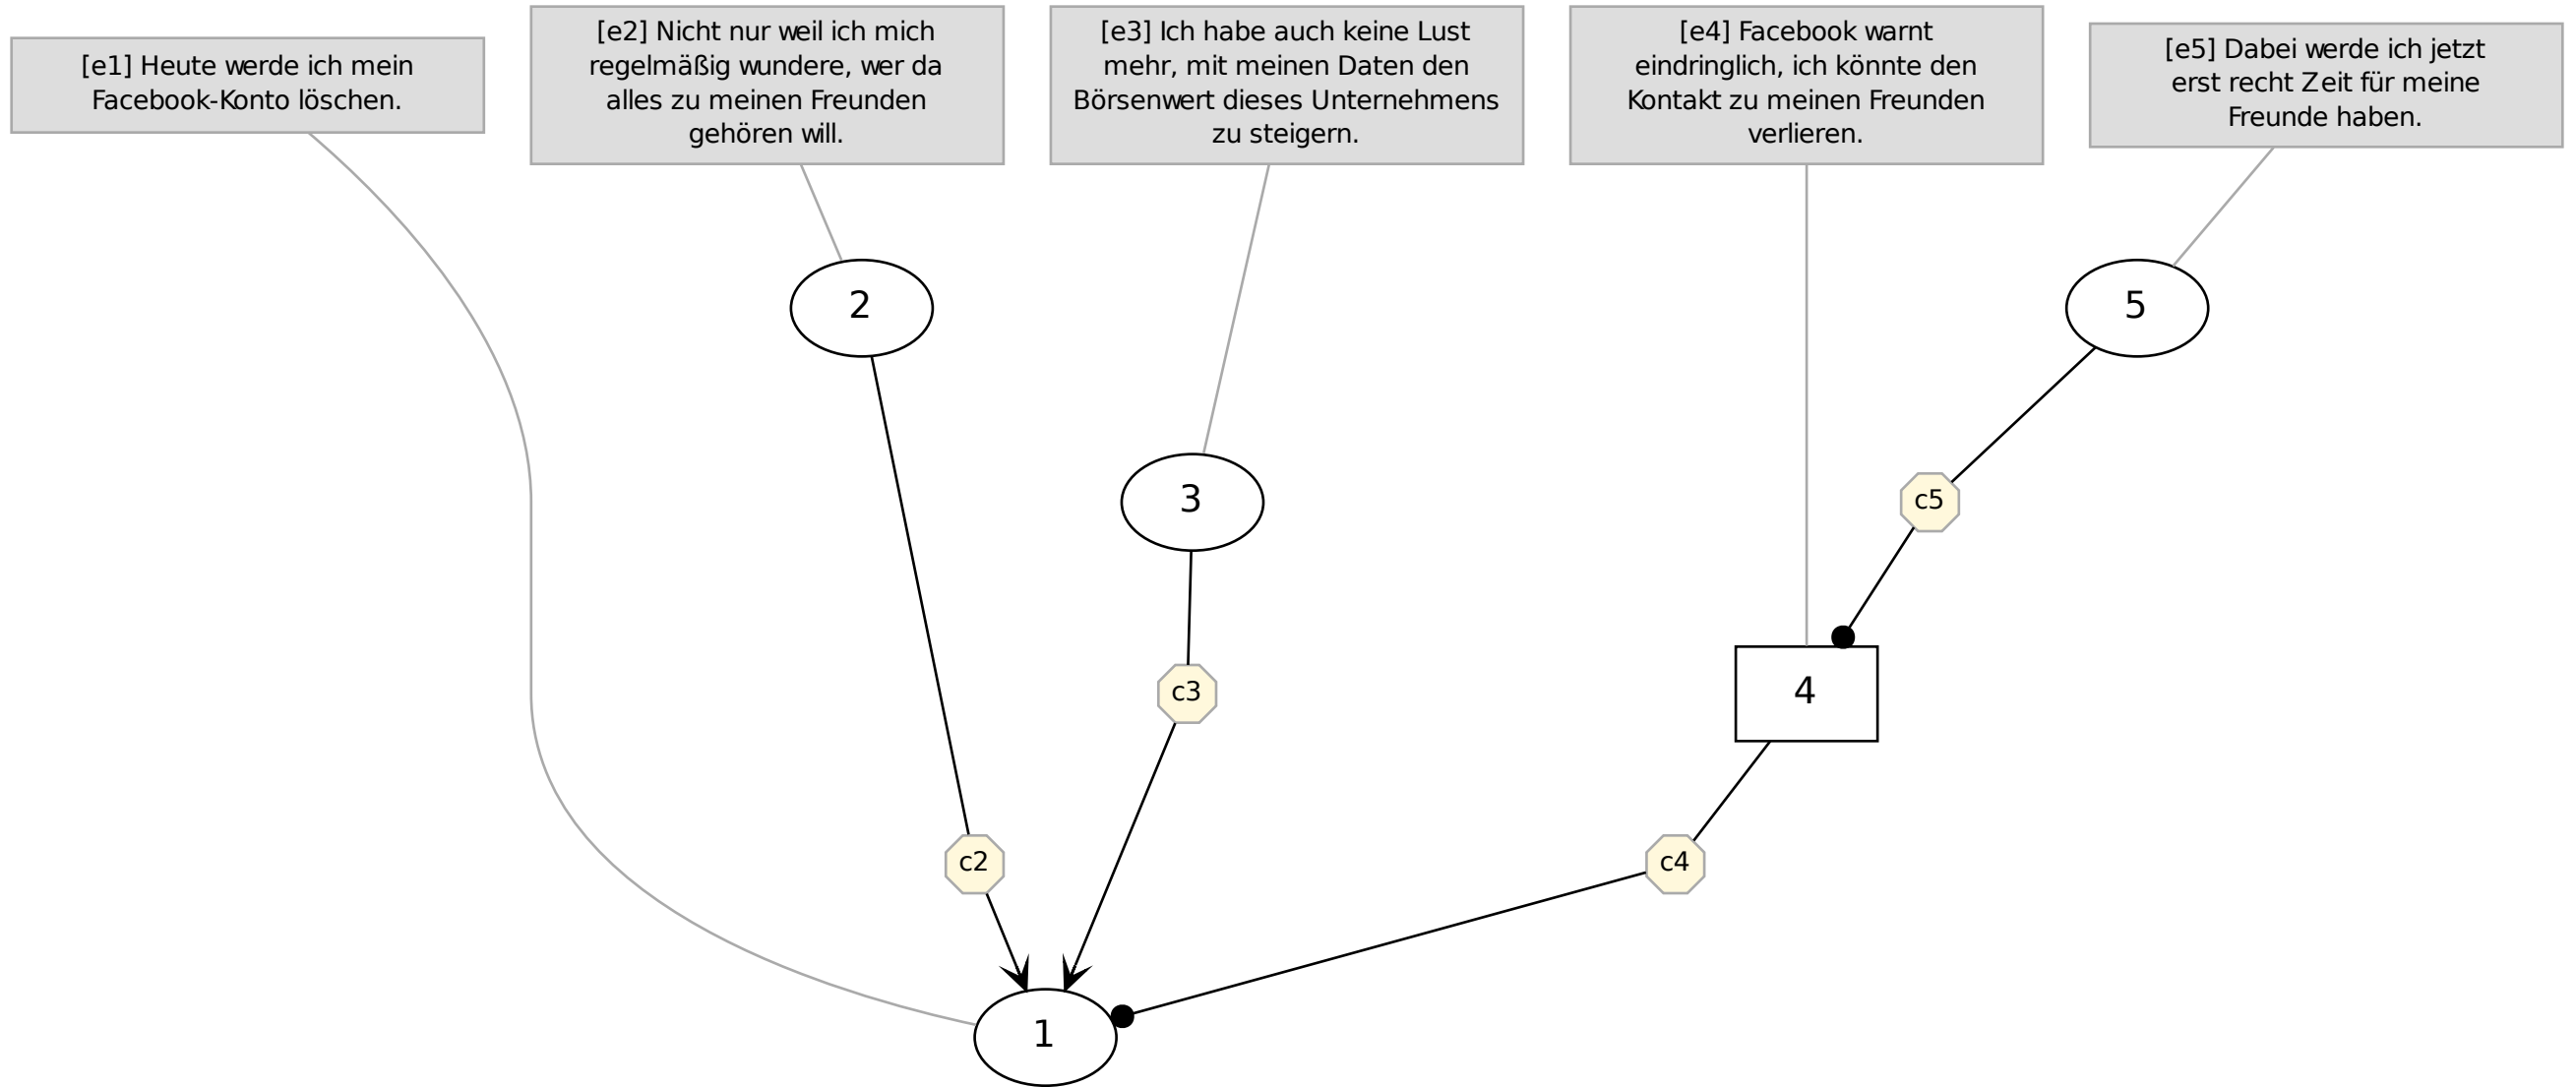 [e1] Heute werde ich mein
Facebook-Konto löschen.
[e2] Nicht nur weil ich mich
regelmäßig wundere, wer da
alles zu meinen Freunden
gehören will.
[e3] Ich habe auch keine Lust
mehr, mit meinen Daten den
Börsenwert dieses Unternehmens
zu steigern.
[e4] Facebook warnt
eindringlich, ich könnte den
Kontakt zu meinen Freunden
verlieren.
[e5] Dabei werde ich jetzt
erst recht Zeit für meine
Freunde haben.
2
5
3
c5
c3
4
c2
c4
1